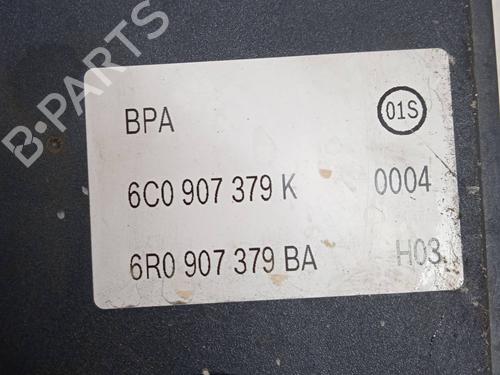 B-PARTS
BPA 01S
6C0 907 379 K 0004
6R0 907 379 BA H03